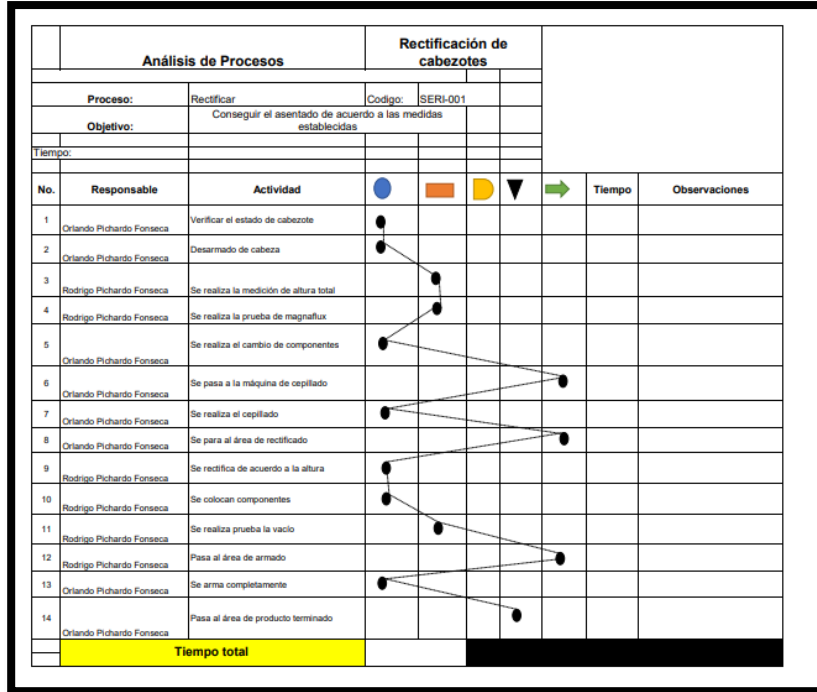 Análisis de Procesos
Rectificación de
cabezotes
Proceso:
Rectificar
Codigo:
SERI-001
Objetivo:
Conseguir el asentado de acuerdo a las medidas
establecidas
Tiempo:
No.
Responsable
Actividad
Tiempo
Observaciones
1
Orlando Pichardo Fonseca
Verificar el estado de cabezote
2
Orlando Pichardo Fonseca
Desarmado de cabeza
3
Rodrigo Pichardo Fonseca
Se realiza la medición de altura total
4
Rodrigo Pichardo Fonseca
Se realiza la prueba de magnaflux
5
Orlando Pichardo Fonseca
Se realiza el cambio de componentes
6
Orlando Pichardo Fonseca
Se pasa a la máquina de cepillado
7
Orlando Pichardo Fonseca
Se realiza el cepillado
8
Orlando Pichardo Fonseca
Se para al área de rectificado
9
Rodrigo Pichardo Fonseca
Se rectifica de acuerdo a la altura
10
Rodrigo Pichardo Fonseca
Se colocan componentes
11
Rodrigo Pichardo Fonseca
Se realiza prueba la vacío
12
Rodrigo Pichardo Fonseca
Pasa al área de armado
13
Orlando Pichardo Fonseca
Se arma completamente
14
Orlando Pichardo Fonseca
Pasa al área de producto terminado
Tiempo total